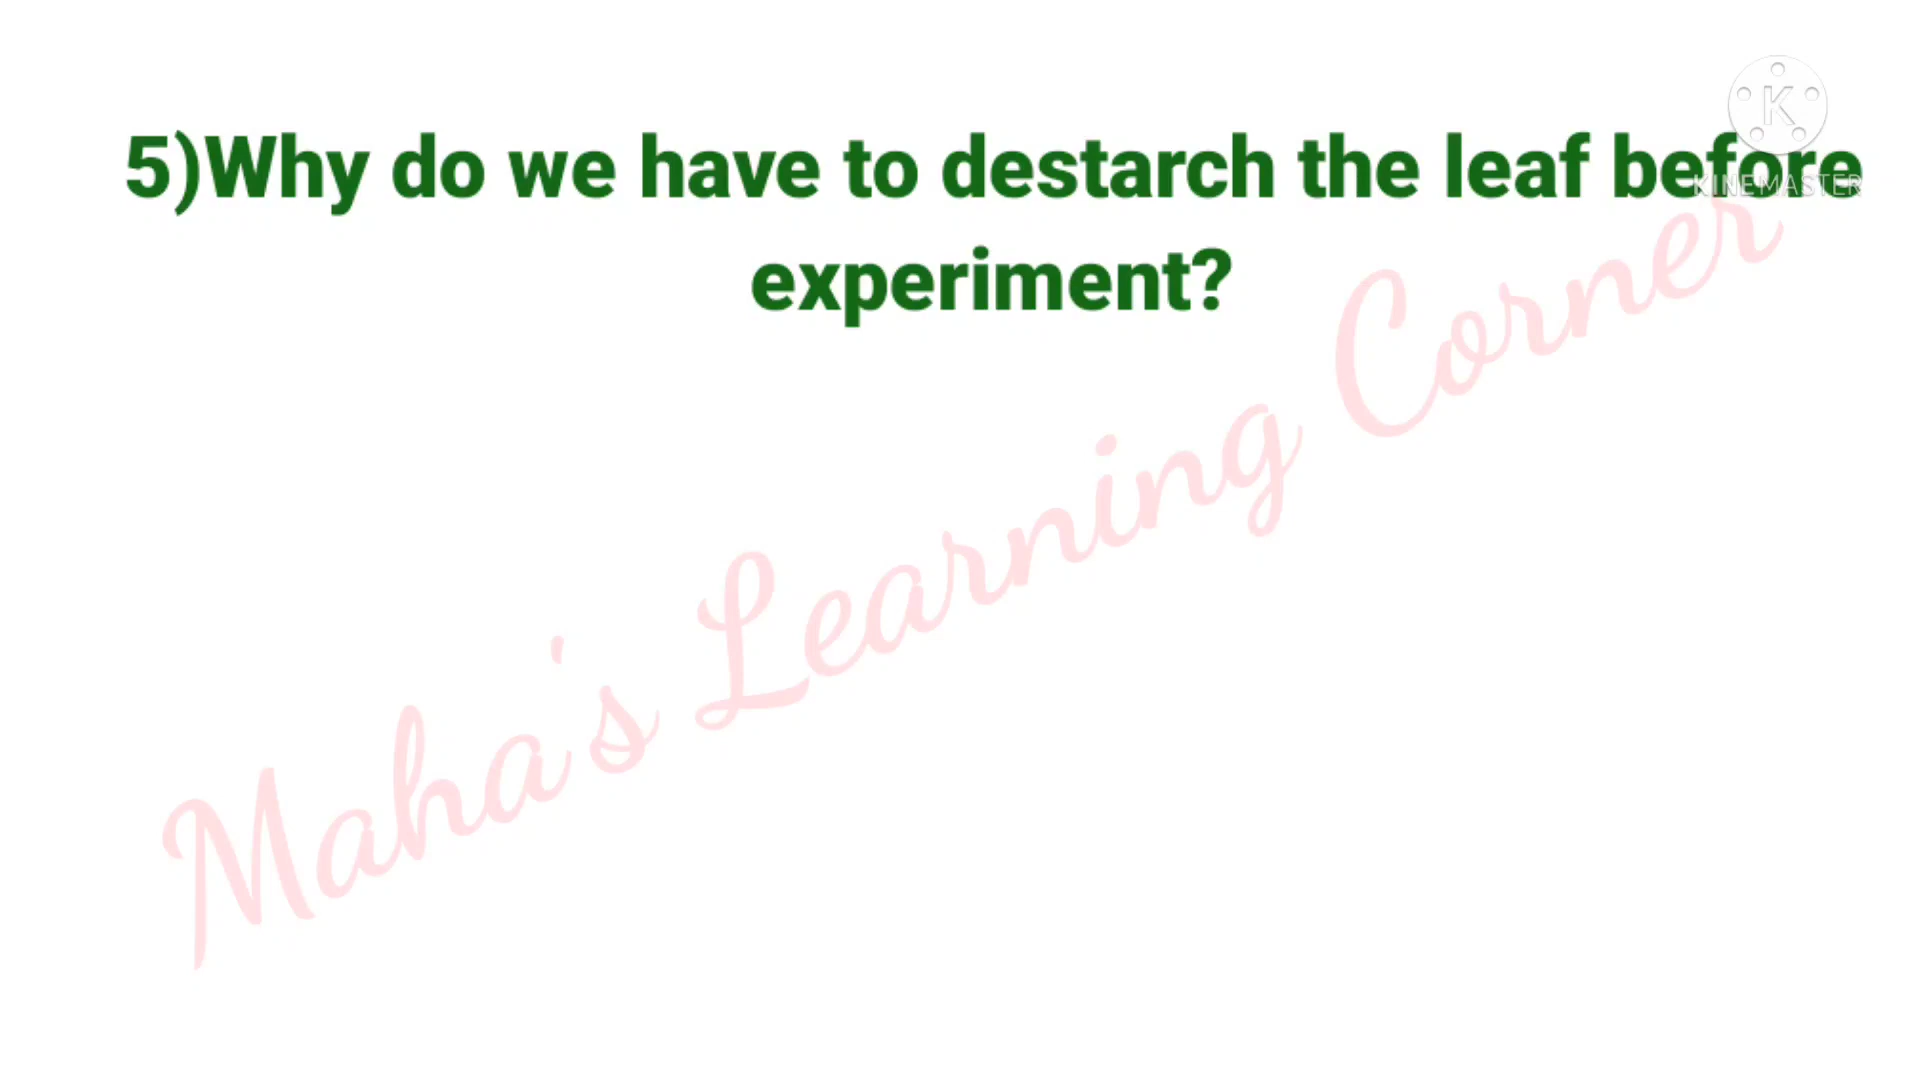 5)Why do we have to destarch the leaf before
experiment?
Maha's Learning Corner
KINEMASTER